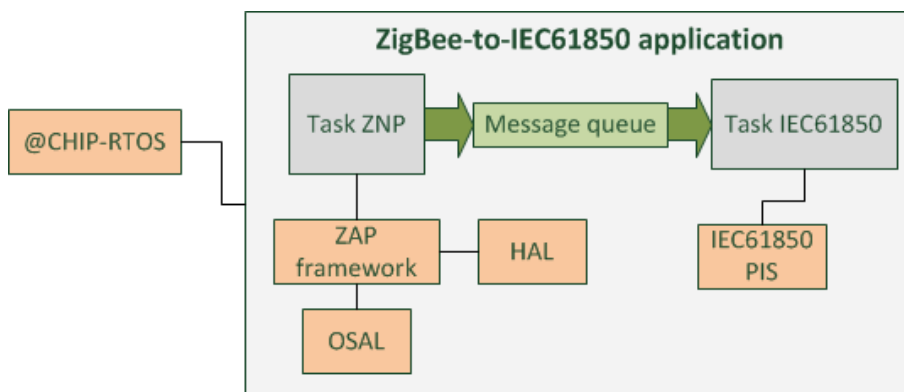 ZigBee-to-IEC61850 application
@CHIP-RTOS
Task ZNP
Message queue
Task IEC61850
ZAP
framework
HAL
IEC61850
PIS
OSAL